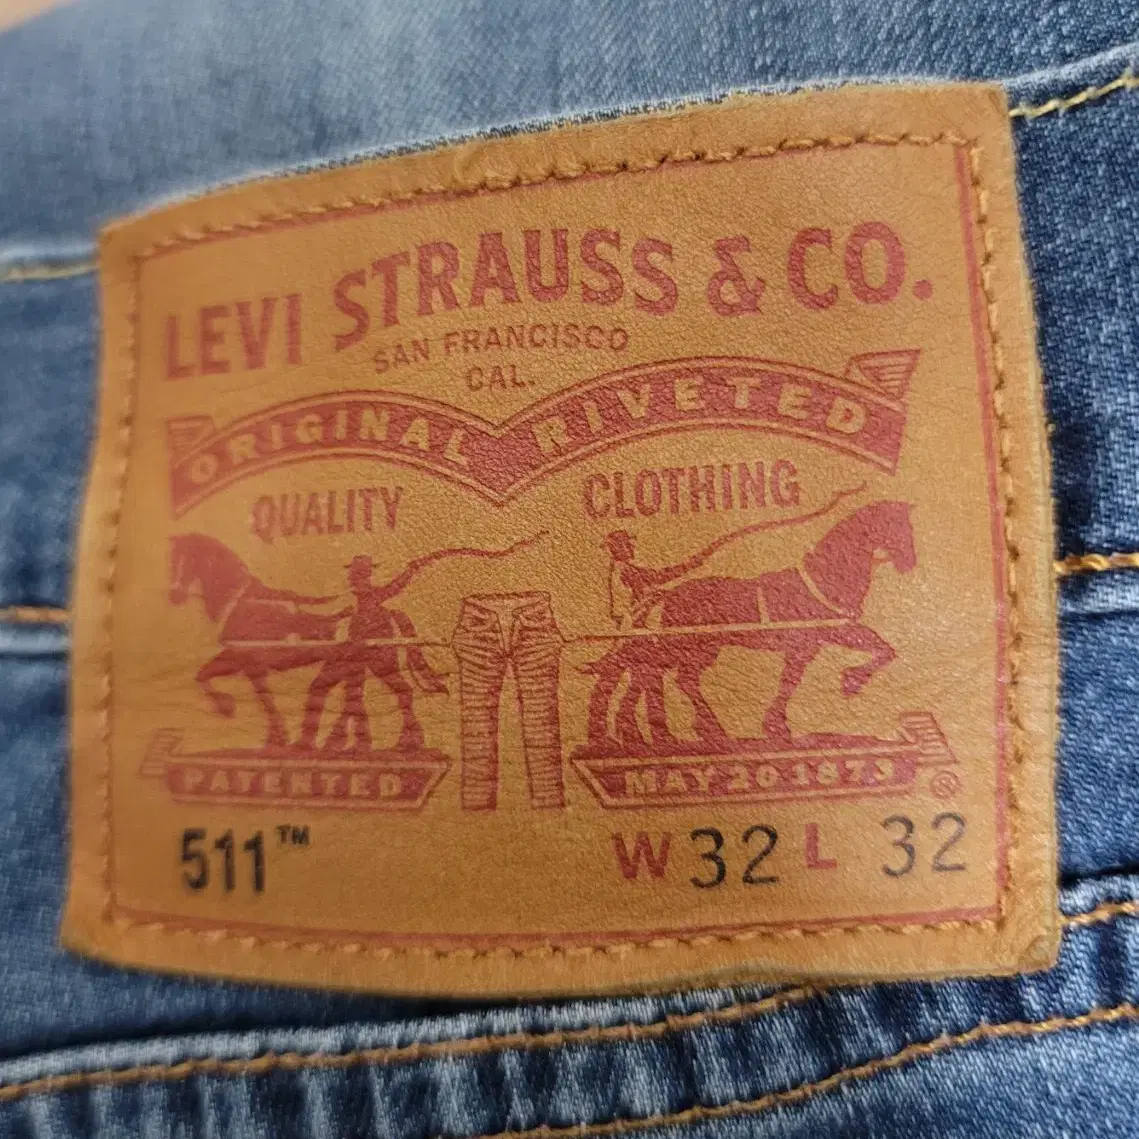 LEVI STRAUSS & CO.
SAN FRANCISCO
CAL.
ORIGINAL RIVETED
QUALITY CLOTHING
PATENTED MAY 20 1873 ®
511™ W 32 L 32